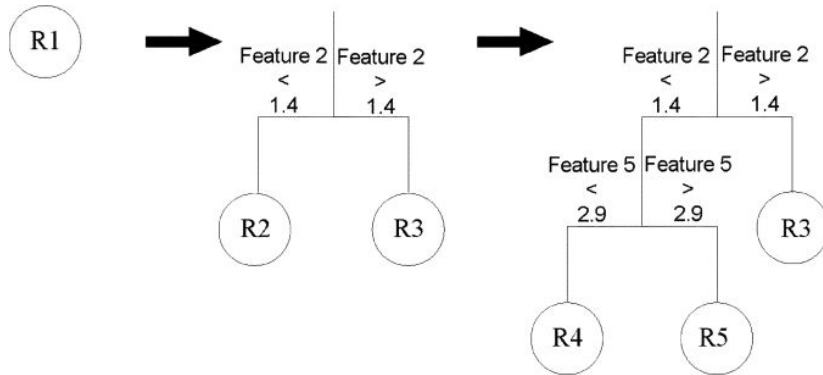 R1
Feature 2 Feature 2
< >
1.4 1.4
R2 R3
Feature 2 Feature 2
< >
1.4 1.4
Feature 5 Feature 5
< >
2.9 2.9
R3
R4 R5